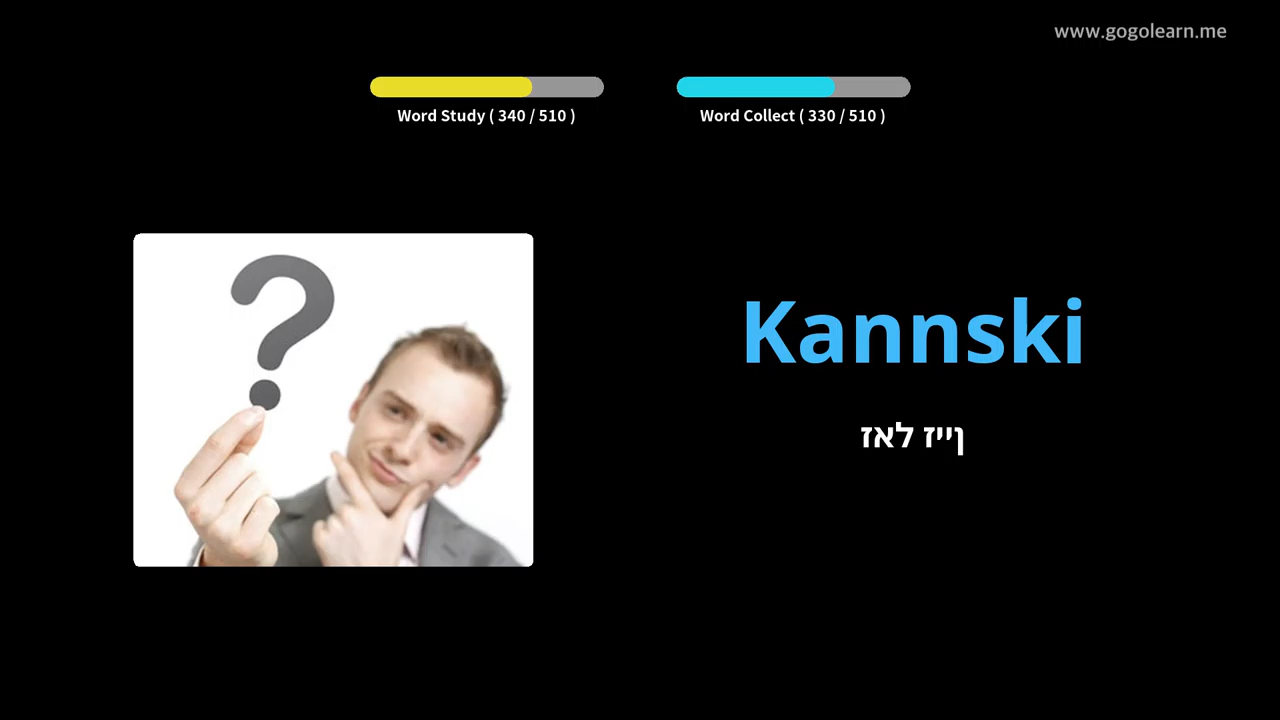 www.gogolearn.me
Word Study ( 340 / 510 )
Word Collect ( 330 / 510 )
Kannski
ןייז לאז